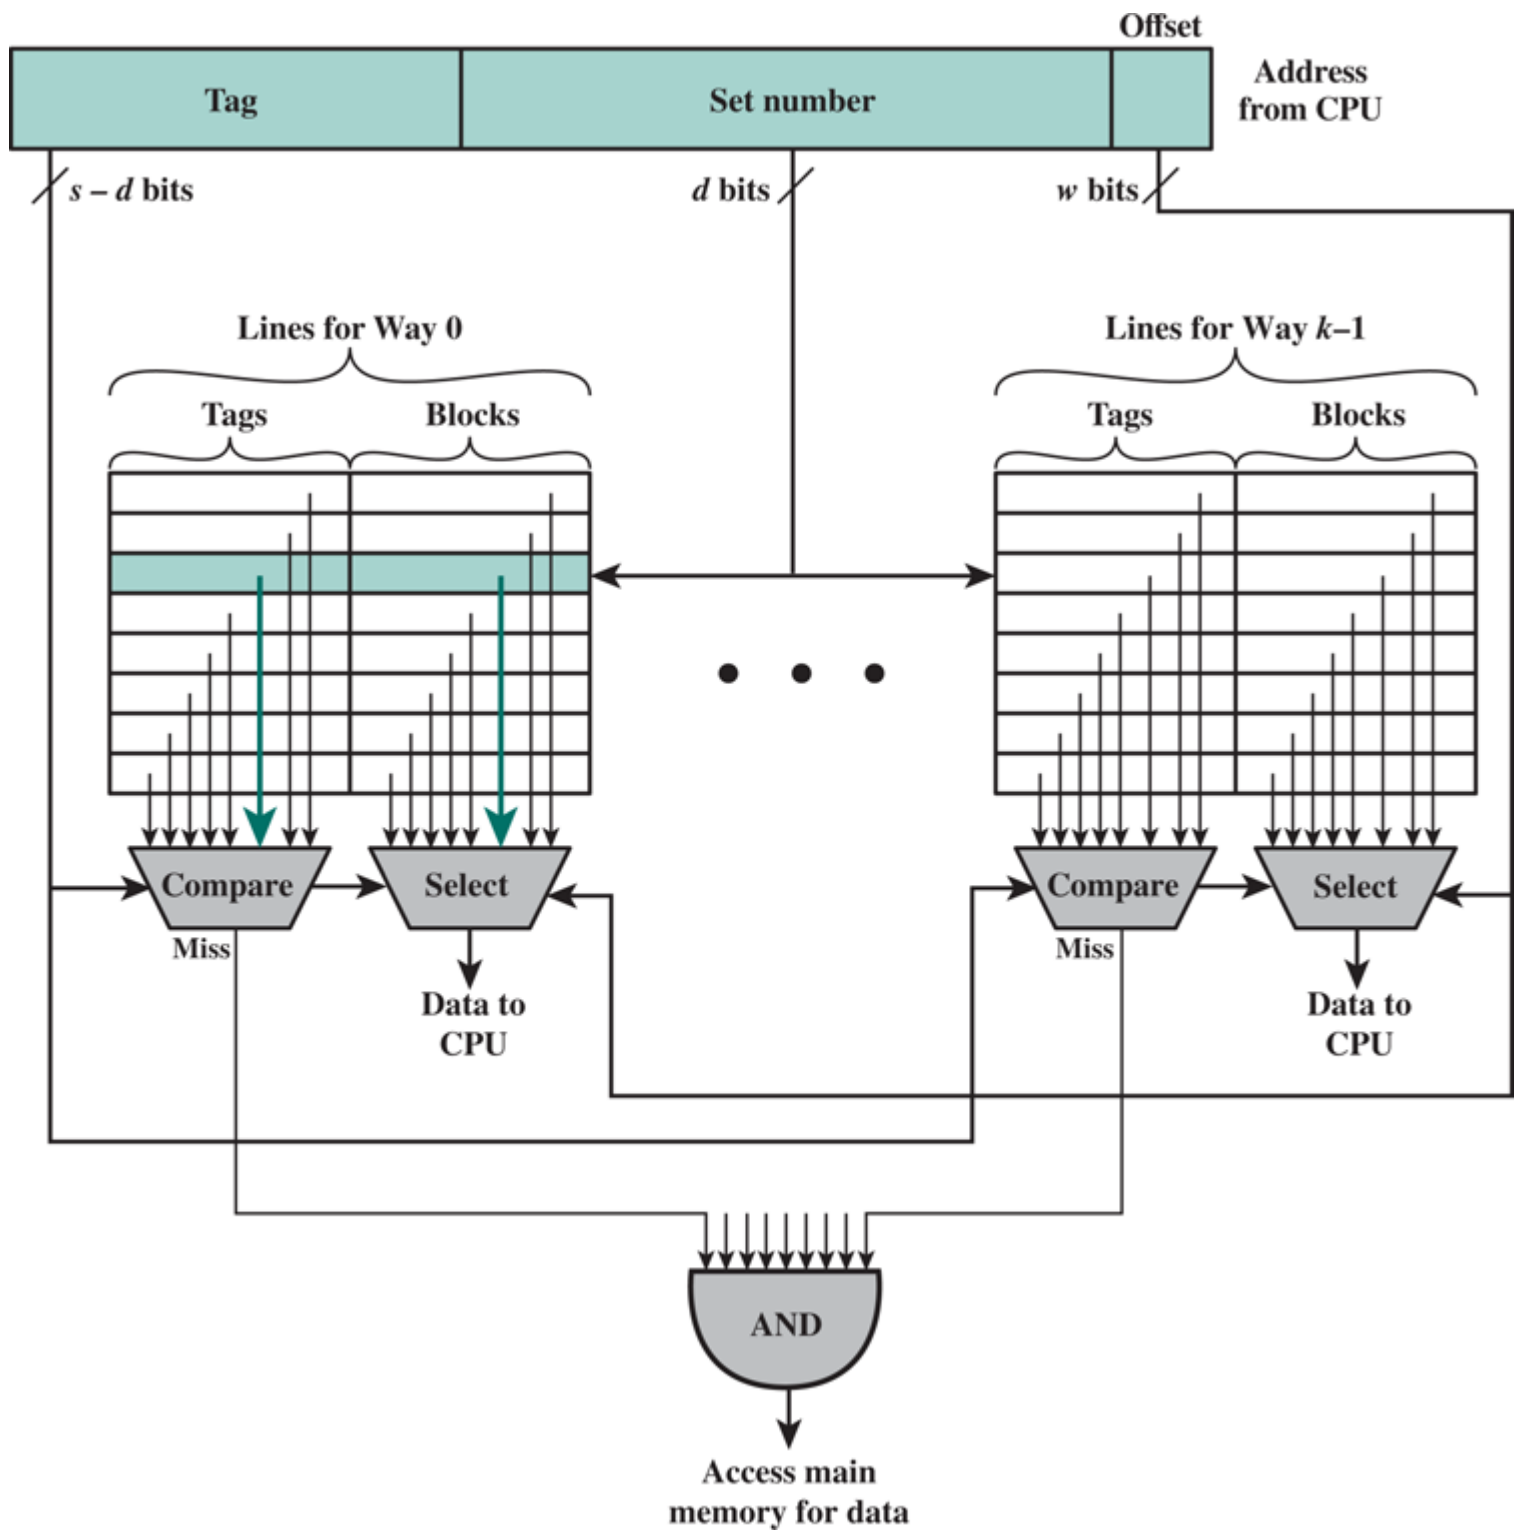 Offset
Tag
Set number
Address
from CPU
s – d bits
d bits
w bits
Lines for Way 0
Lines for Way k–1
Tags
Blocks
Tags
Blocks
Compare
Select
Compare
Select
Miss
Miss
Data to
CPU
Data to
CPU
AND
Access main
memory for data